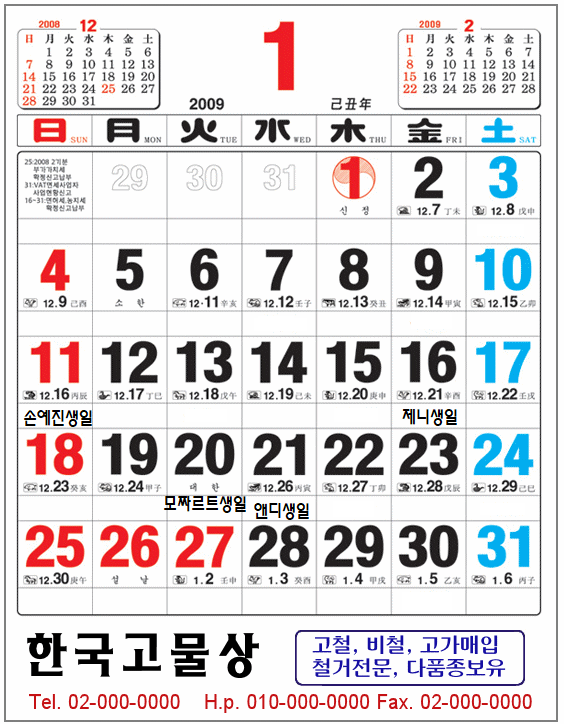 2008 12
日 月 火 水 木 金 土
1 2 3 4 5 6
7 8 9 10 11 12 13
14 15 16 17 18 19 20
21 22 23 24 25 26 27
28 29 30 31
1
2009 己丑年
2009 2
日 月 火 水 木 金 土
1 2 3 4 5 6 7
8 9 10 11 12 13 14
15 16 17 18 19 20 21
22 23 24 25 26 27 28
日 SUN 月 MON 火 TUE 水 WED 木 THU 金 FRI 土 SAT
25:2008 2기분
부가가치세
확정신고납부
31:VAT면세사업자
사업현황신고
16~31:면허세,농지세
확정신고납부
29 30 31 1 2 3
신정 12.7 丁未 12.8 戊申
4 5 6 7 8 9 10
12.9 己酉 소한 12·11 辛亥 12.12 壬子 12.13 癸丑 12.14 甲寅 12.15 乙卯
11 12 13 14 15 16 17
12.16 丙辰 12.17 丁巳 12.18 戊午 12.19 己未 12.20 庚申 12.21 辛酉 12.22 壬戌
손예진생일 제니생일
18 19 20 21 22 23 24
12.23 癸亥 12.24 甲子 대한 12.26 丙寅 12.27 丁卯 12.28 戊辰 12.29 己巳
모짜르트생일 앤디생일
25 26 27 28 29 30 31
12.30 庚午 설날 1.2 壬申 1.3 癸酉 1.4 甲戌 1.5 乙亥 1.6 丙子
한국고물상
고철, 비철, 고가매입
철거전문, 다품종보유
Tel. 02-000-0000 H.p. 010-000-0000 Fax. 02-000-0000